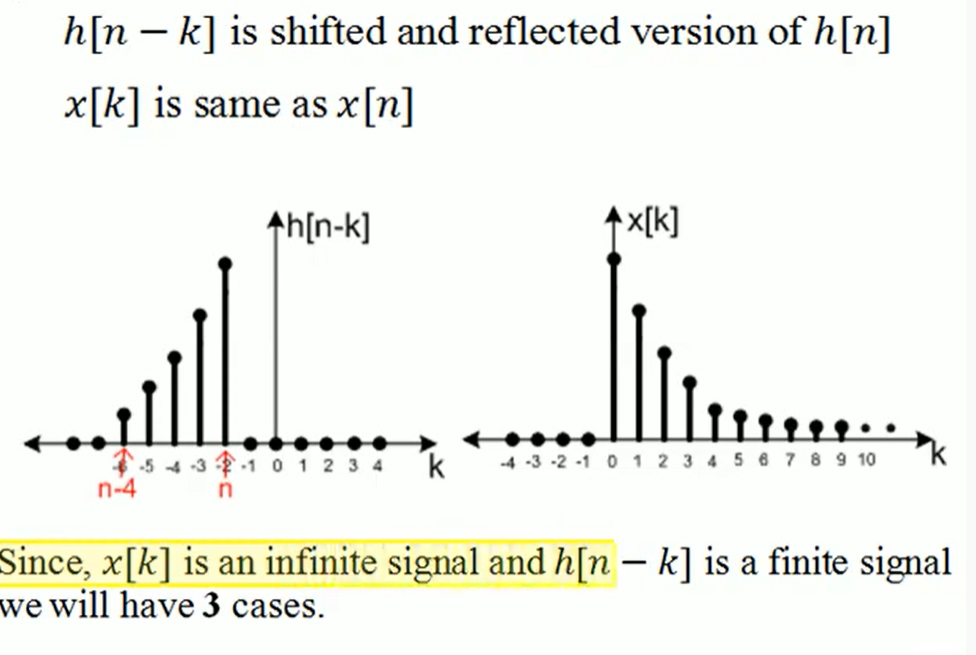 h[n − k] is shifted and reflected version of h[n]
x[k] is same as x[n]
h[n-k]
x[k]
-6 -5 -4 -3 -2 -1 0 1 2 3 4 k
n-4 n
-4 -3 -2 -1 0 1 2 3 4 5 6 7 8 9 10 k
Since, x[k] is an infinite signal and h[n − k] is a finite signal
we will have 3 cases.